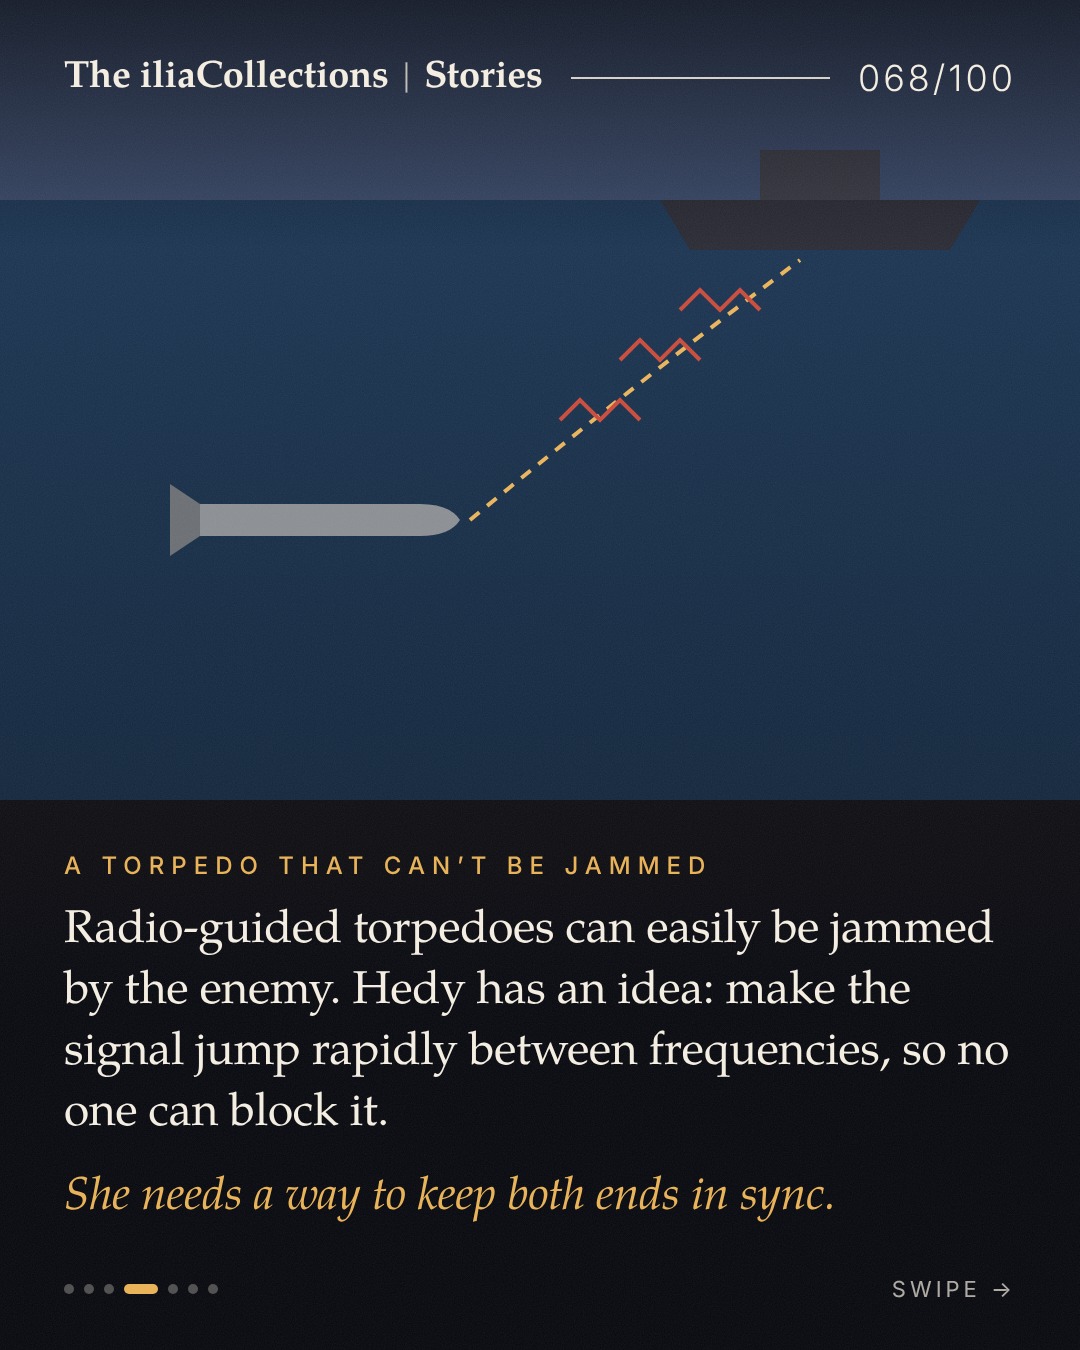 The iliaCollections | Stories 068/100
A TORPEDO THAT CAN’T BE JAMMED
Radio-guided torpedoes can easily be jammed
by the enemy. Hedy has an idea: make the
signal jump rapidly between frequencies, so no
one can block it.
She needs a way to keep both ends in sync.
SWIPE →